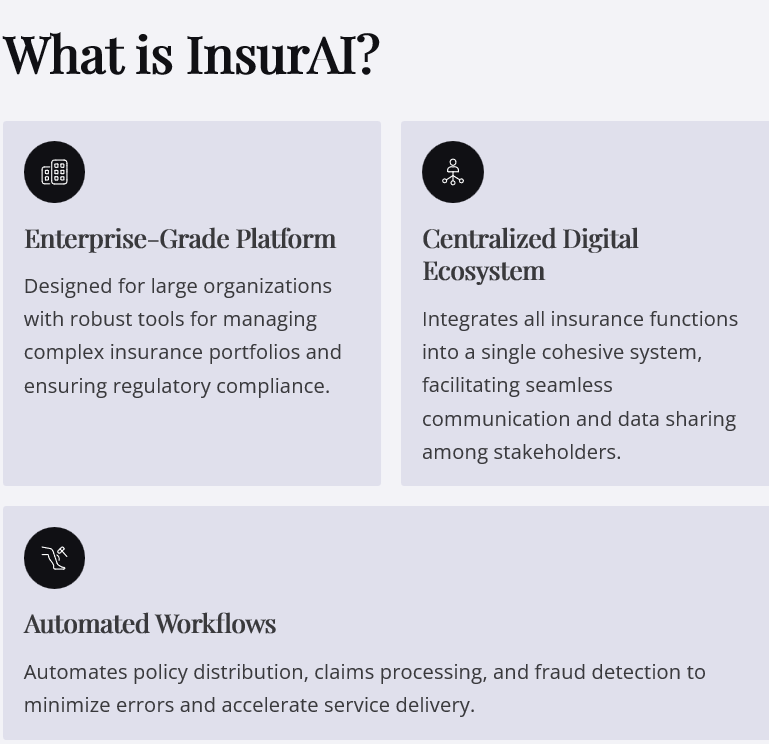 What is InsurAI?
Enterprise-Grade Platform
Designed for large organizations
with robust tools for managing
complex insurance portfolios and
ensuring regulatory compliance.
Centralized Digital
Ecosystem
Integrates all insurance functions
into a single cohesive system,
facilitating seamless
communication and data sharing
among stakeholders.
Automated Workflows
Automates policy distribution, claims processing, and fraud detection to
minimize errors and accelerate service delivery.